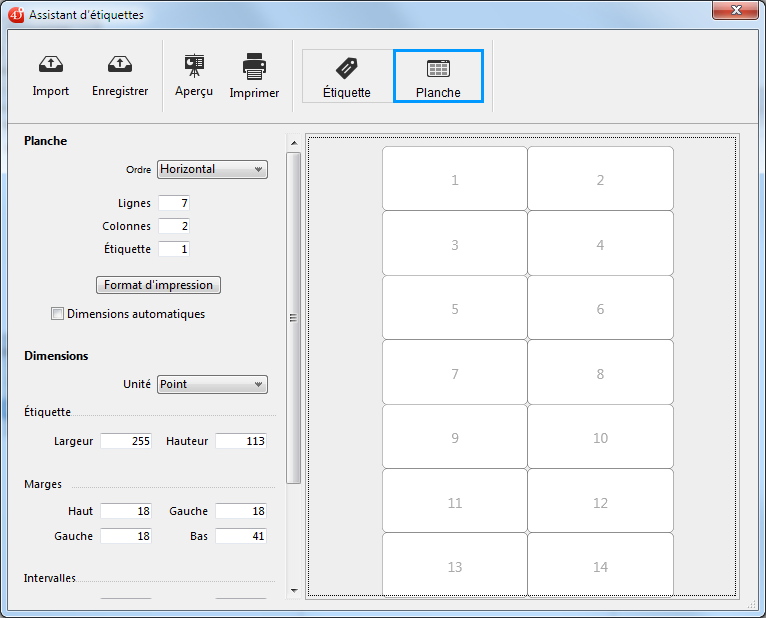 Assistant d'étiquettes
Import
Enregistrer
Aperçu
Imprimer
Étiquette
Planche
Planche
Ordre Horizontal
Lignes 7
Colonnes 2
Étiquette 1
Format d'impression
Dimensions automatiques
Dimensions
Unité Point
Étiquette
Largeur 255 Hauteur 113
Marges
Haut 18 Gauche 18
Gauche 18 Bas 41
Intervalles
1 2
3 4
5 6
7 8
9 10
11 12
13 14